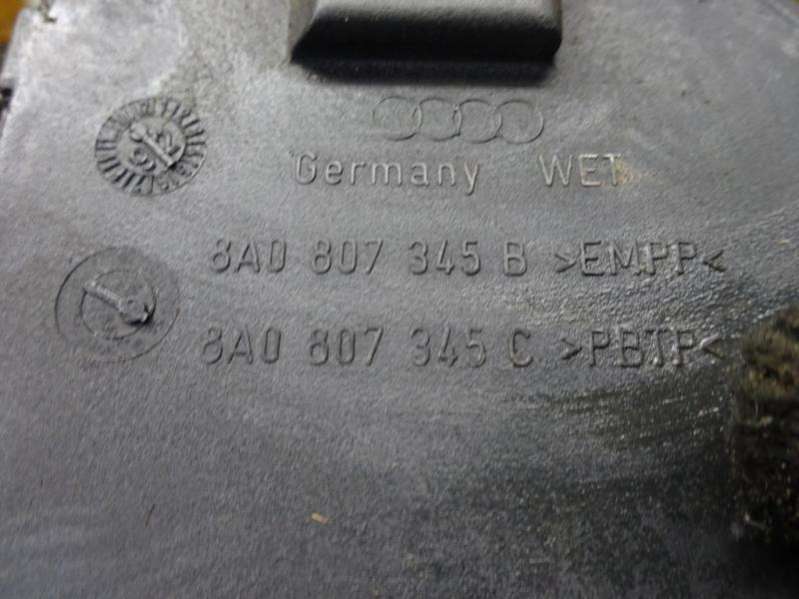 Germany WET
8A0 807 345 B >EMPP<
8A0 807 345 C >PBTP<